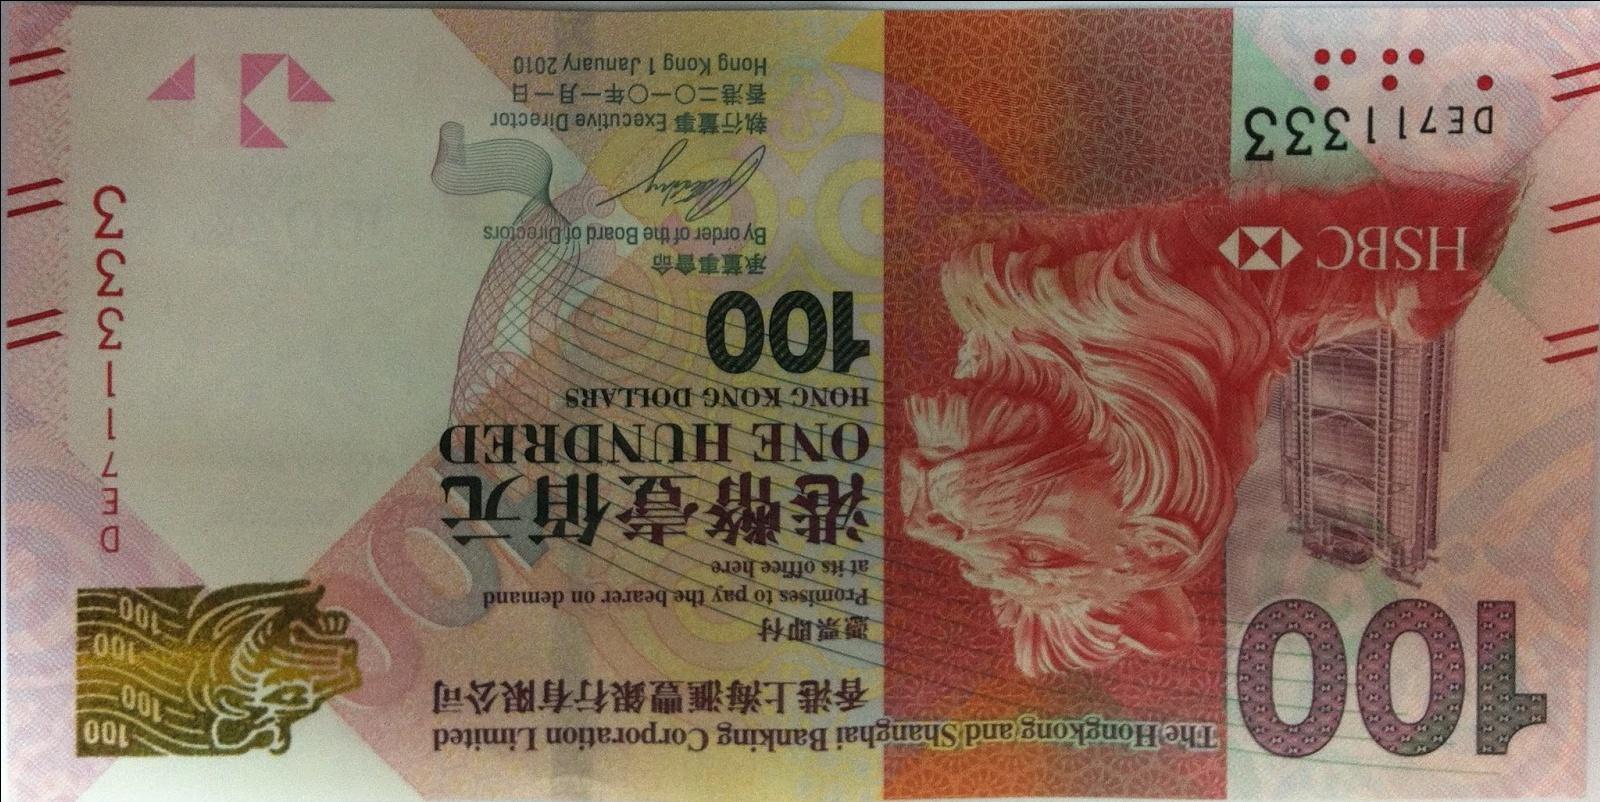 The Hongkong and Shanghai Banking Corporation Limited
香港上海滙豐銀行有限公司
100
憑票即付
Promises to pay the bearer on demand
at its office here
港幣壹佰元
ONE HUNDRED
HONG KONG DOLLARS
100
承董事會命
By order of the Board of Directors
執行董事 Executive Director
香港二〇一〇年一月一日
Hong Kong 1 January 2010
HSBC
DE711333
100
100
100
100
100
DE711333